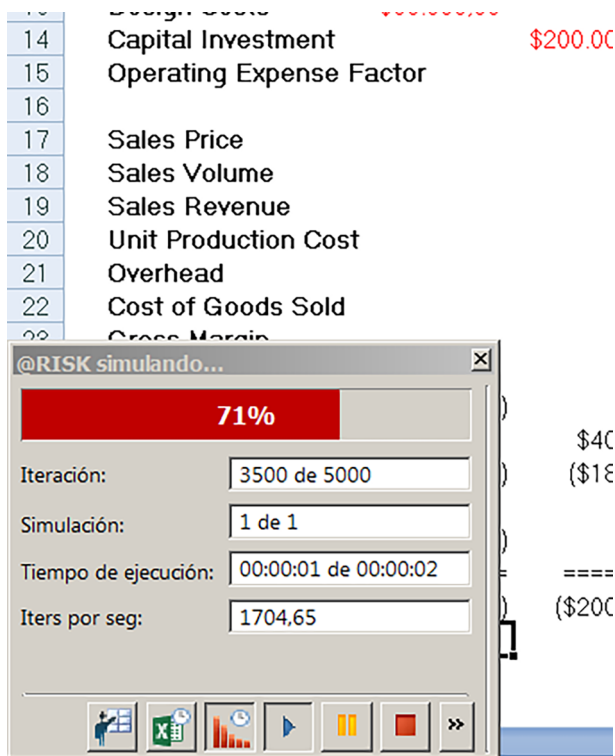 14 Capital Investment $200.00
15 Operating Expense Factor
16
17 Sales Price
18 Sales Volume
19 Sales Revenue
20 Unit Production Cost
21 Overhead
22 Cost of Goods Sold
Gross Margin
@RISK simulando...
71%
)
$40
Iteración: 3500 de 5000 ) ($18
Simulación: 1 de 1
)
Tiempo de ejecución: 00:00:01 de 00:00:02 = ====
Iters por seg: 1704,65 ) ($200
»